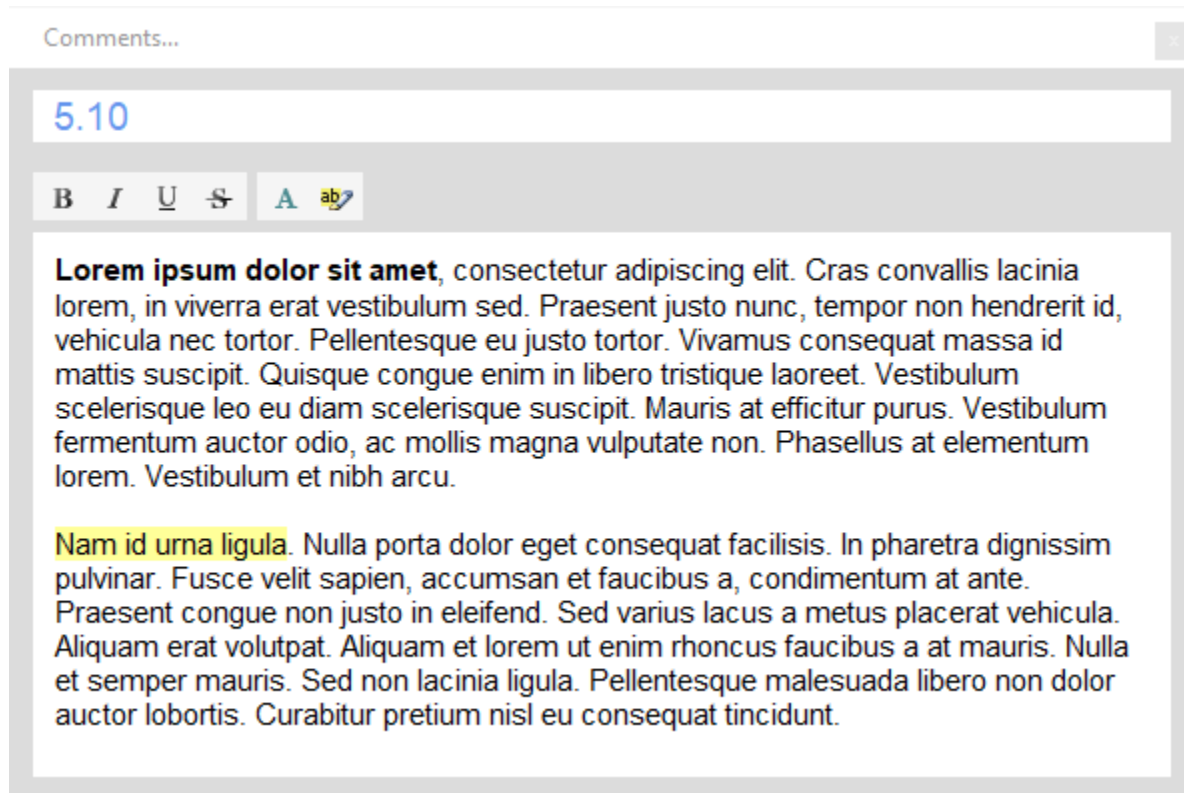 Comments...
x
5.10
B I U S A ab
Lorem ipsum dolor sit amet, consectetur adipiscing elit. Cras convallis lacinia
lorem, in viverra erat vestibulum sed. Praesent justo nunc, tempor non hendrerit id,
vehicula nec tortor. Pellentesque eu justo tortor. Vivamus consequat massa id
mattis suscipit. Quisque congue enim in libero tristique laoreet. Vestibulum
scelerisque leo eu diam scelerisque suscipit. Mauris at efficitur purus. Vestibulum
fermentum auctor odio, ac mollis magna vulputate non. Phasellus at elementum
lorem. Vestibulum et nibh arcu.
Nam id urna ligula. Nulla porta dolor eget consequat facilisis. In pharetra dignissim
pulvinar. Fusce velit sapien, accumsan et faucibus a, condimentum at ante.
Praesent congue non justo in eleifend. Sed varius lacus a metus placerat vehicula.
Aliquam erat volutpat. Aliquam et lorem ut enim rhoncus faucibus a at mauris. Nulla
et semper mauris. Sed non lacinia ligula. Pellentesque malesuada libero non dolor
auctor lobortis. Curabitur pretium nisl eu consequat tincidunt.